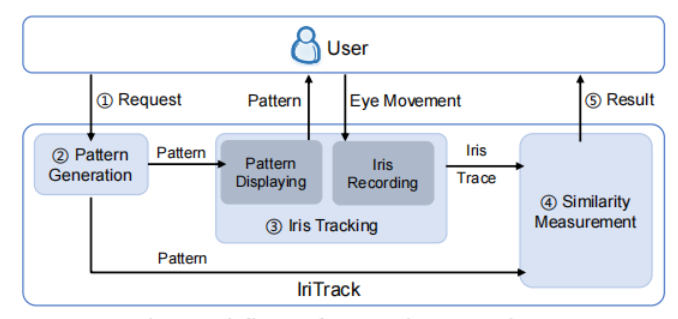 User
① Request
Pattern
Eye Movement
⑤ Result
② Pattern
Generation
Pattern
Pattern
Displaying
Iris
Recording
③ Iris Tracking
Iris
Trace
④ Similarity
Measurement
Pattern
IriTrack